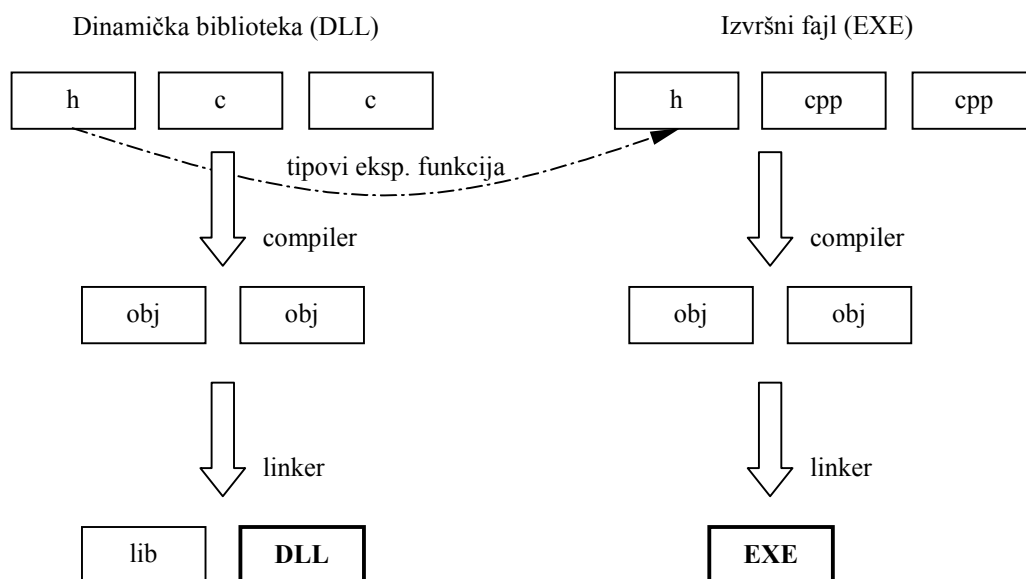 Dinamička biblioteka (DLL)
Izvršni fajl (EXE)
h
c
c
h
cpp
cpp
tipovi eksp. funkcija
compiler
compiler
obj
obj
obj
obj
linker
linker
lib
DLL
EXE